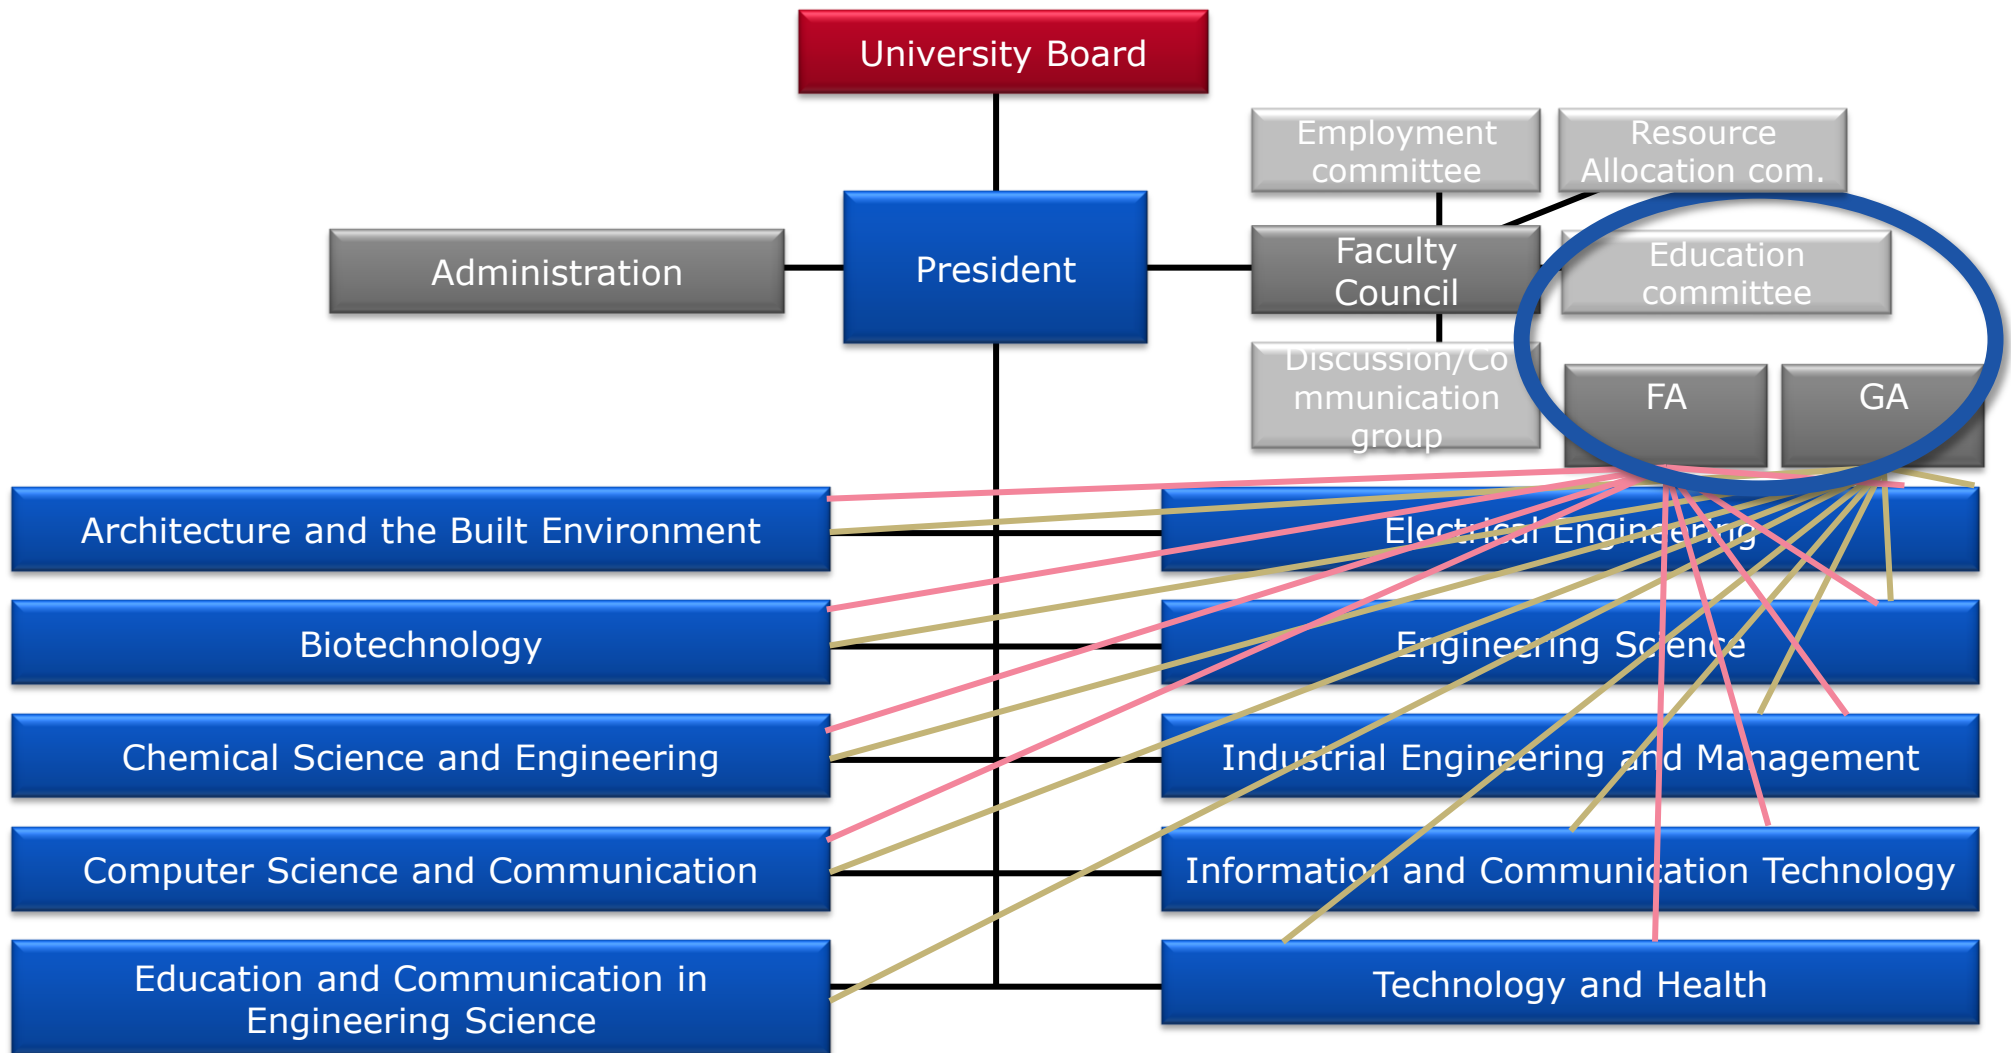 University Board
Employment
committee
Resource
Allocation com.
Administration
President
Faculty
Council
Education
committee
Discussion/Co
mmunication
group
FA
GA
Architecture and the Built Environment
Electrical Engineering
Biotechnology
Engineering Science
Chemical Science and Engineering
Industrial Engineering and Management
Computer Science and Communication
Information and Communication Technology
Education and Communication in
Engineering Science
Technology and Health